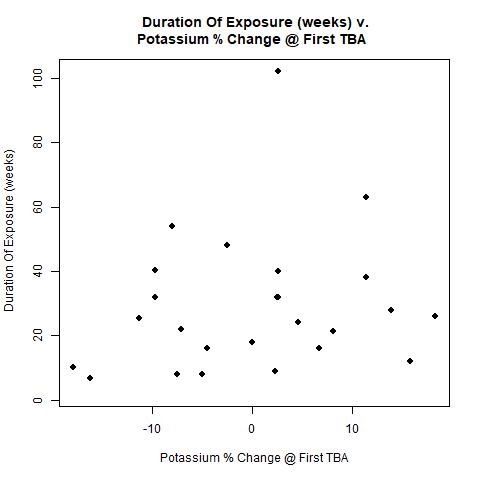 Duration Of Exposure (weeks) v.
Potassium % Change @ First TBA
Duration Of Exposure (weeks)
100
80
60
40
20
0
-10
0
10
Potassium % Change @ First TBA